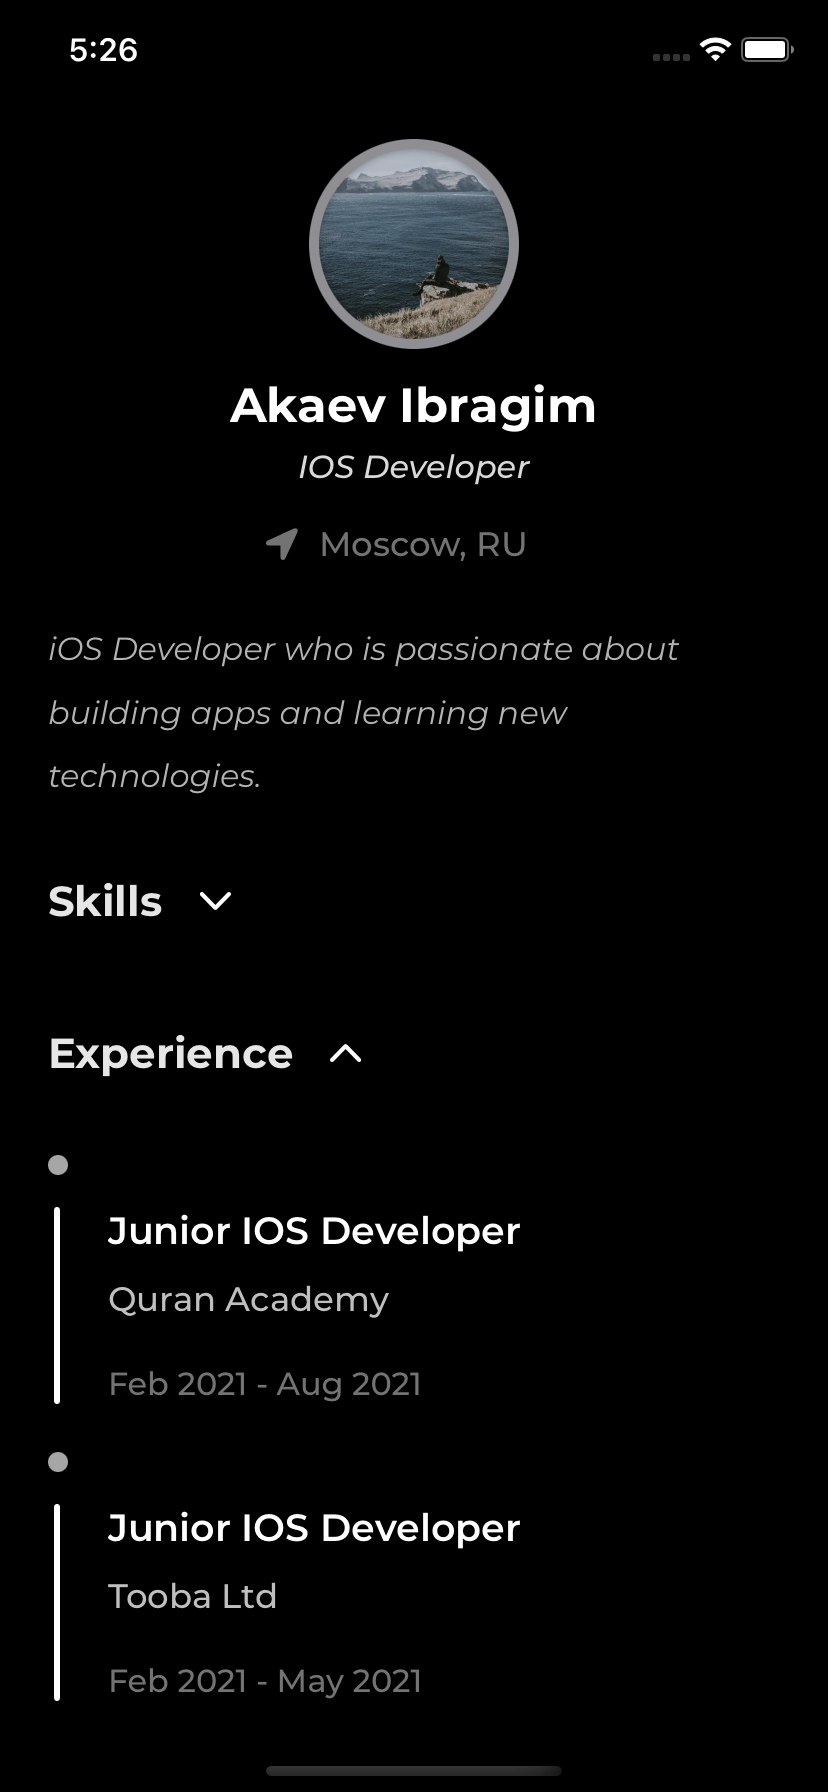 5:26
Akaev Ibragim
IOS Developer
Moscow, RU
iOS Developer who is passionate about
building apps and learning new
technologies.
Skills
Experience
Junior IOS Developer
Quran Academy
Feb 2021 - Aug 2021
Junior IOS Developer
Tooba Ltd
Feb 2021 - May 2021